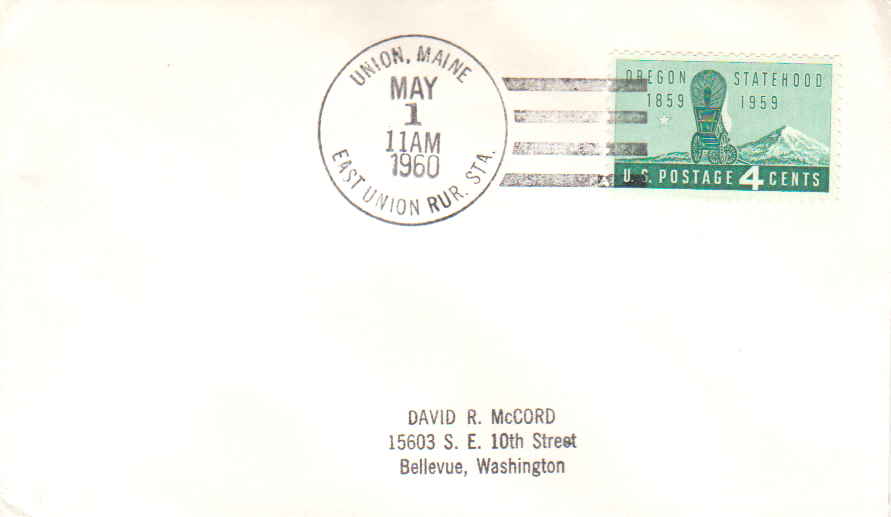 UNION, MAINE
MAY
1
11AM
1960
EAST UNION RUR. STA.
OREGON STATEHOOD
1859 1959
U.S. POSTAGE 4 CENTS
DAVID R. McCORD
15603 S. E. 10th Street
Bellevue, Washington